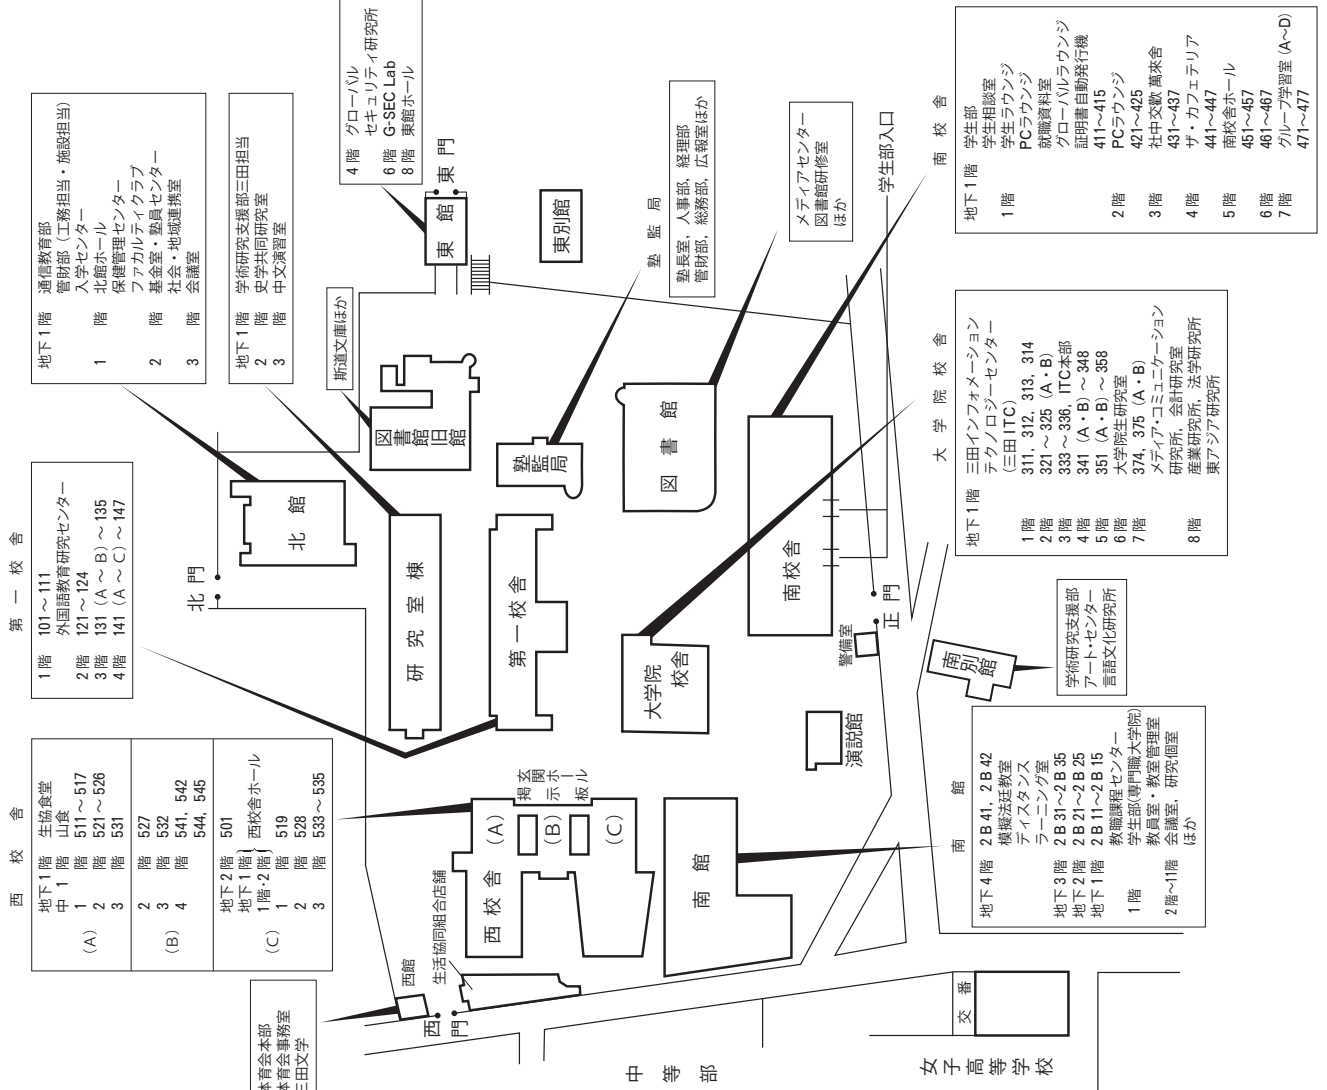 西校舎
地下1階 生協食堂
中1階 山食
(A)
1階 511～517
2階 521～526
3階 531
(B)
2階 527
3階 532
4階 541, 542
544, 545
(C)
地下2階 501
地下1階
1階・2階 } 西校舎ホール
1階 519
2階 528
3階 533～535
第一校舎
1階 101～111
外国語教育研究センター
2階 121～124
3階 131（A～B）～135
4階 141（A～C）～147
地下1階 通信教育部
管財部（工務担当・施設担当）
入学センター
1階 北館ホール
保健管理センター
ファカルティクラブ
2階 基金室・塾員センター
社会・地域連携室
3階 会議室
地下1階 学術研究支援部三田担当
2階 史学共同研究室
3階 中文演習室
4階 グローバル
セキュリティ研究所
6階 G-SEC Lab
8階 東館ホール
斯道文庫ほか
塾監局
塾長室，人事部，経理部
管財部，総務部，広報室ほか
メディアセンター
図書館研修室
ほか
学生部入口
南校舎
地下1階 学生部
学生相談室
1階 学生ラウンジ
PCラウンジ
就職資料室
グローバルラウンジ
証明書自動発行機
411～415
2階 PCラウンジ
421～425
3階 社中交歓 萬來舎
431～437
4階 ザ・カフェテリア
441～447
5階 南校舎ホール
451～457
6階 461～467
7階 グループ学習室（A～D）
471～477
大学院校舎
地下1階 三田インフォメーション
テクノロジーセンター
（三田ITC）
1階 311, 312, 313, 314
2階 321～325（A・B）
3階 333～336, ITC本部
4階 341（A・B）～348
5階 351（A・B）～358
6階 大学院生研究室
7階 374, 375（A・B）
メディア・コミュニケーション
研究所，会計研究室
8階 産業研究所，法学研究所
東アジア研究所
学術研究支援部
アート・センター
言語文化研究所
南館
地下4階 2B41, 2B42
模擬法廷教室
ディスタンス
ラーニング室
地下3階 2B31～2B35
地下2階 2B21～2B25
地下1階 2B11～2B15
教職課程センター
1階 学生部(専門職大学院)
教員室・教室管理室
2階～11階 会議室，研究個室
ほか
体育会本部
体育会事務室
三田文学
北門
北館
研究室棟
第一校舎
図書館旧館
塾監局
図書館
東館
東門
東別館
大学院校舎
南校舎
警備室
正門
南別館
演説館
玄関ホール
掲示板
西校舎
(A)
(B)
(C)
南館
西館
生活協同組合店舗
西門
中等部
交番
女子高等学校